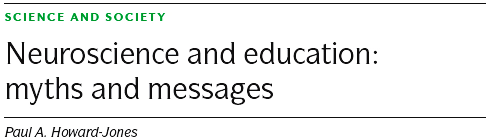 SCIENCE AND SOCIETY
Neuroscience and education:
myths and messages
Paul A. Howard-Jones